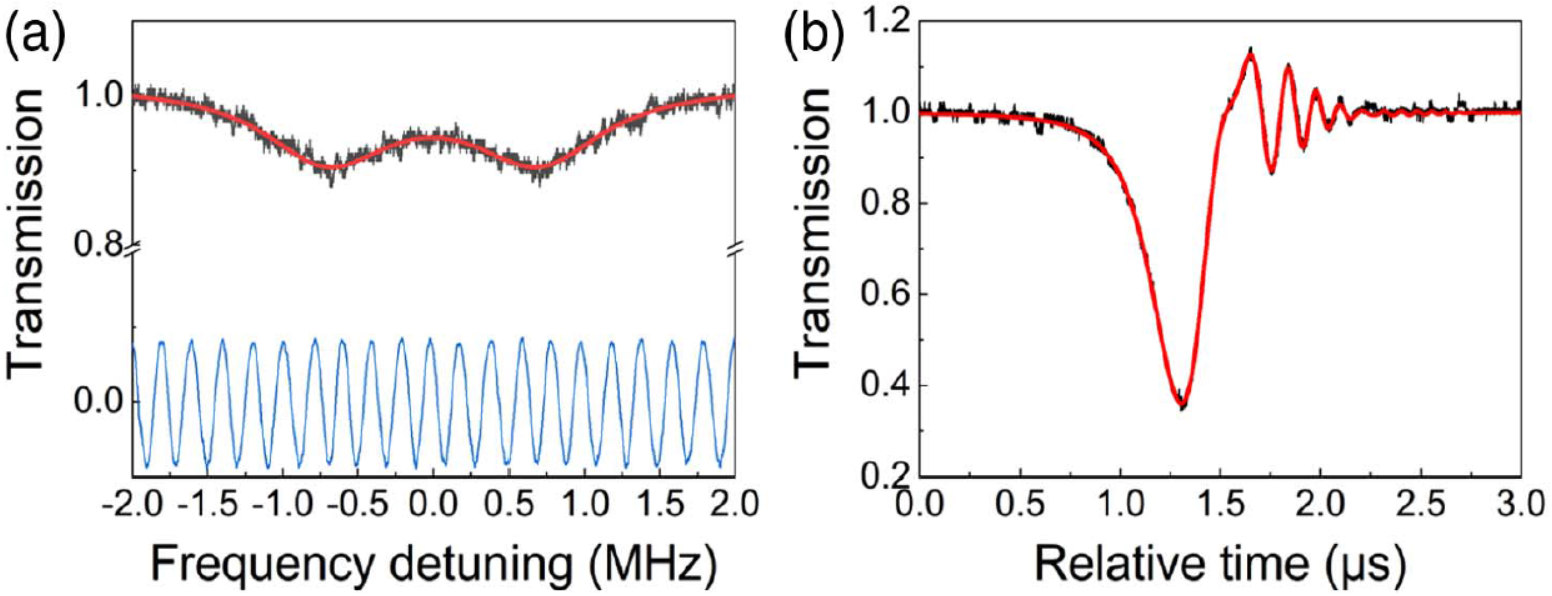 (a)
Transmission
1.0
0.8
0.0
-2.0 -1.5 -1.0 -0.5 0.0 0.5 1.0 1.5 2.0
Frequency detuning (MHz)
(b)
Transmission
1.2
1.0
0.8
0.6
0.4
0.2
0.0 0.5 1.0 1.5 2.0 2.5 3.0
Relative time (μs)